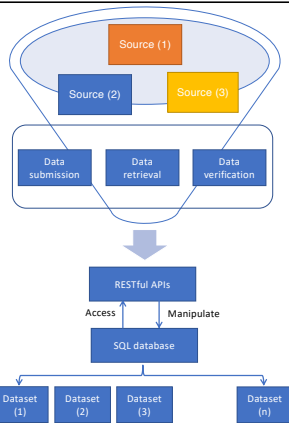 Source (1)
Source (2)
Source (3)
Data
submission
Data
retrieval
Data
verification
RESTful APIs
Access
Manipulate
SQL database
Dataset
(1)
Dataset
(2)
Dataset
(3)
Dataset
(n)